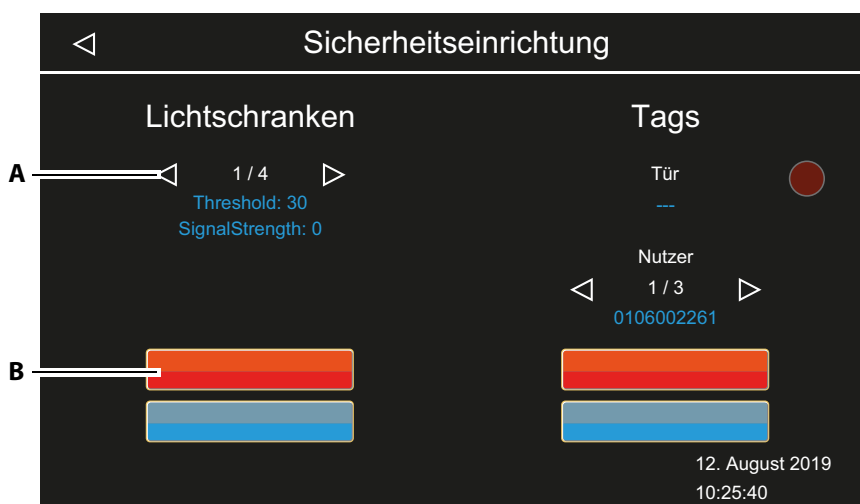 Sicherheitseinrichtung
Lichtschranken
A
1 / 4
Threshold: 30
SignalStrength: 0
B
Tags
Tür
---
Nutzer
1 / 3
0106002261
12. August 2019
10:25:40